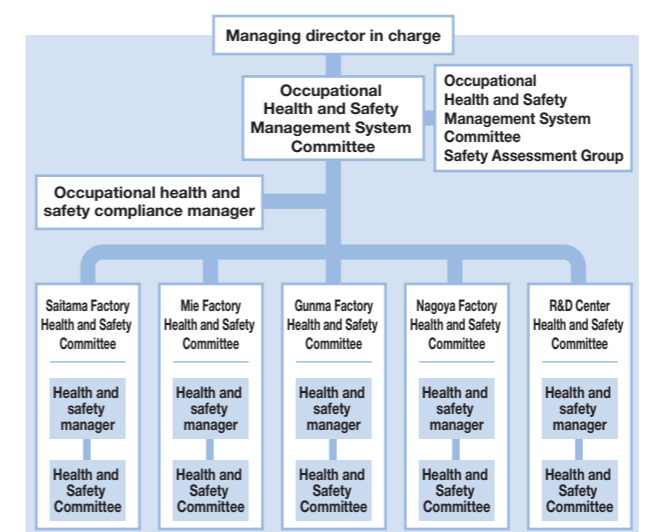 Managing director in charge
Occupational
Health and Safety
Management System
Committee
Occupational
Health and Safety
Management System
Committee
Safety Assessment Group
Occupational health and
safety compliance manager
Saitama Factory
Health and Safety
Committee
Health and
safety
manager
Health and
Safety
Committee
Mie Factory
Health and Safety
Committee
Health and
safety
manager
Health and
Safety
Committee
Gunma Factory
Health and Safety
Committee
Health and
safety
manager
Health and
Safety
Committee
Nagoya Factory
Health and Safety
Committee
Health and
safety
manager
Health and
Safety
Committee
R&D Center
Health and Safety
Committee
Health and
safety
manager
Health and
Safety
Committee